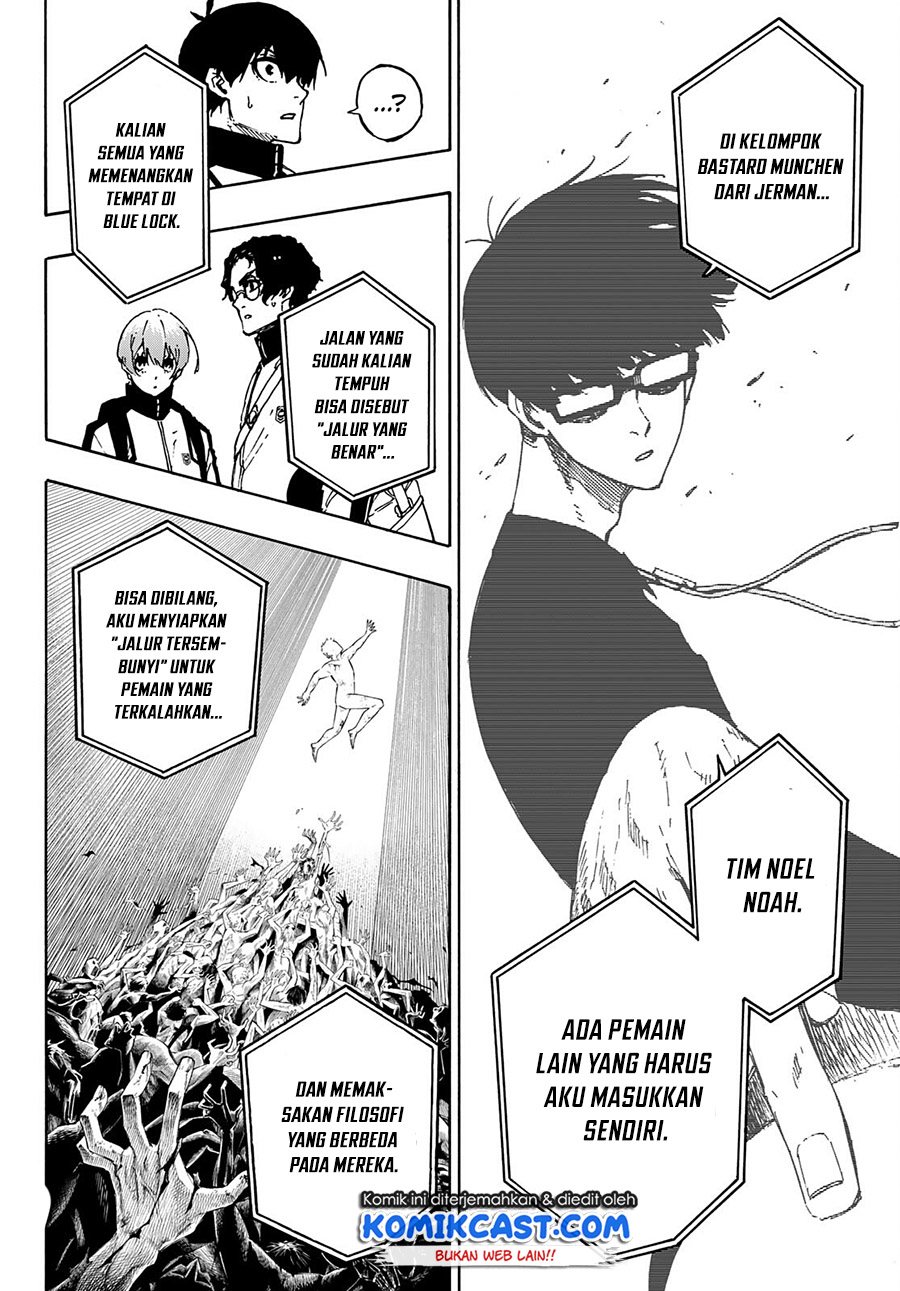 DI KELOMPOK
BASTARD MUNCHEN
DARI JERMAN...
TIM NOEL
NOAH.
ADA PEMAIN
LAIN YANG HARUS
AKU MASUKKAN
SENDIRI.
...?
KALIAN
SEMUA YANG
MEMENANGKAN
TEMPAT DI
BLUE LOCK.
JALAN YANG
SUDAH KALIAN
TEMPUH
BISA DISEBUT
"JALUR YANG
BENAR"...
BISA DIBILANG,
AKU MENYIAPKAN
"JALUR TERSEM-
BUNYI" UNTUK
PEMAIN YANG
TERKALAHKAN...
DAN MEMAK-
SAKAN FILOSOFI
YANG BERBEDA
PADA MEREKA.
Komik ini diterjemahkan & diedit oleh
KOMIKCAST.COM
BUKAN WEB LAIN!!